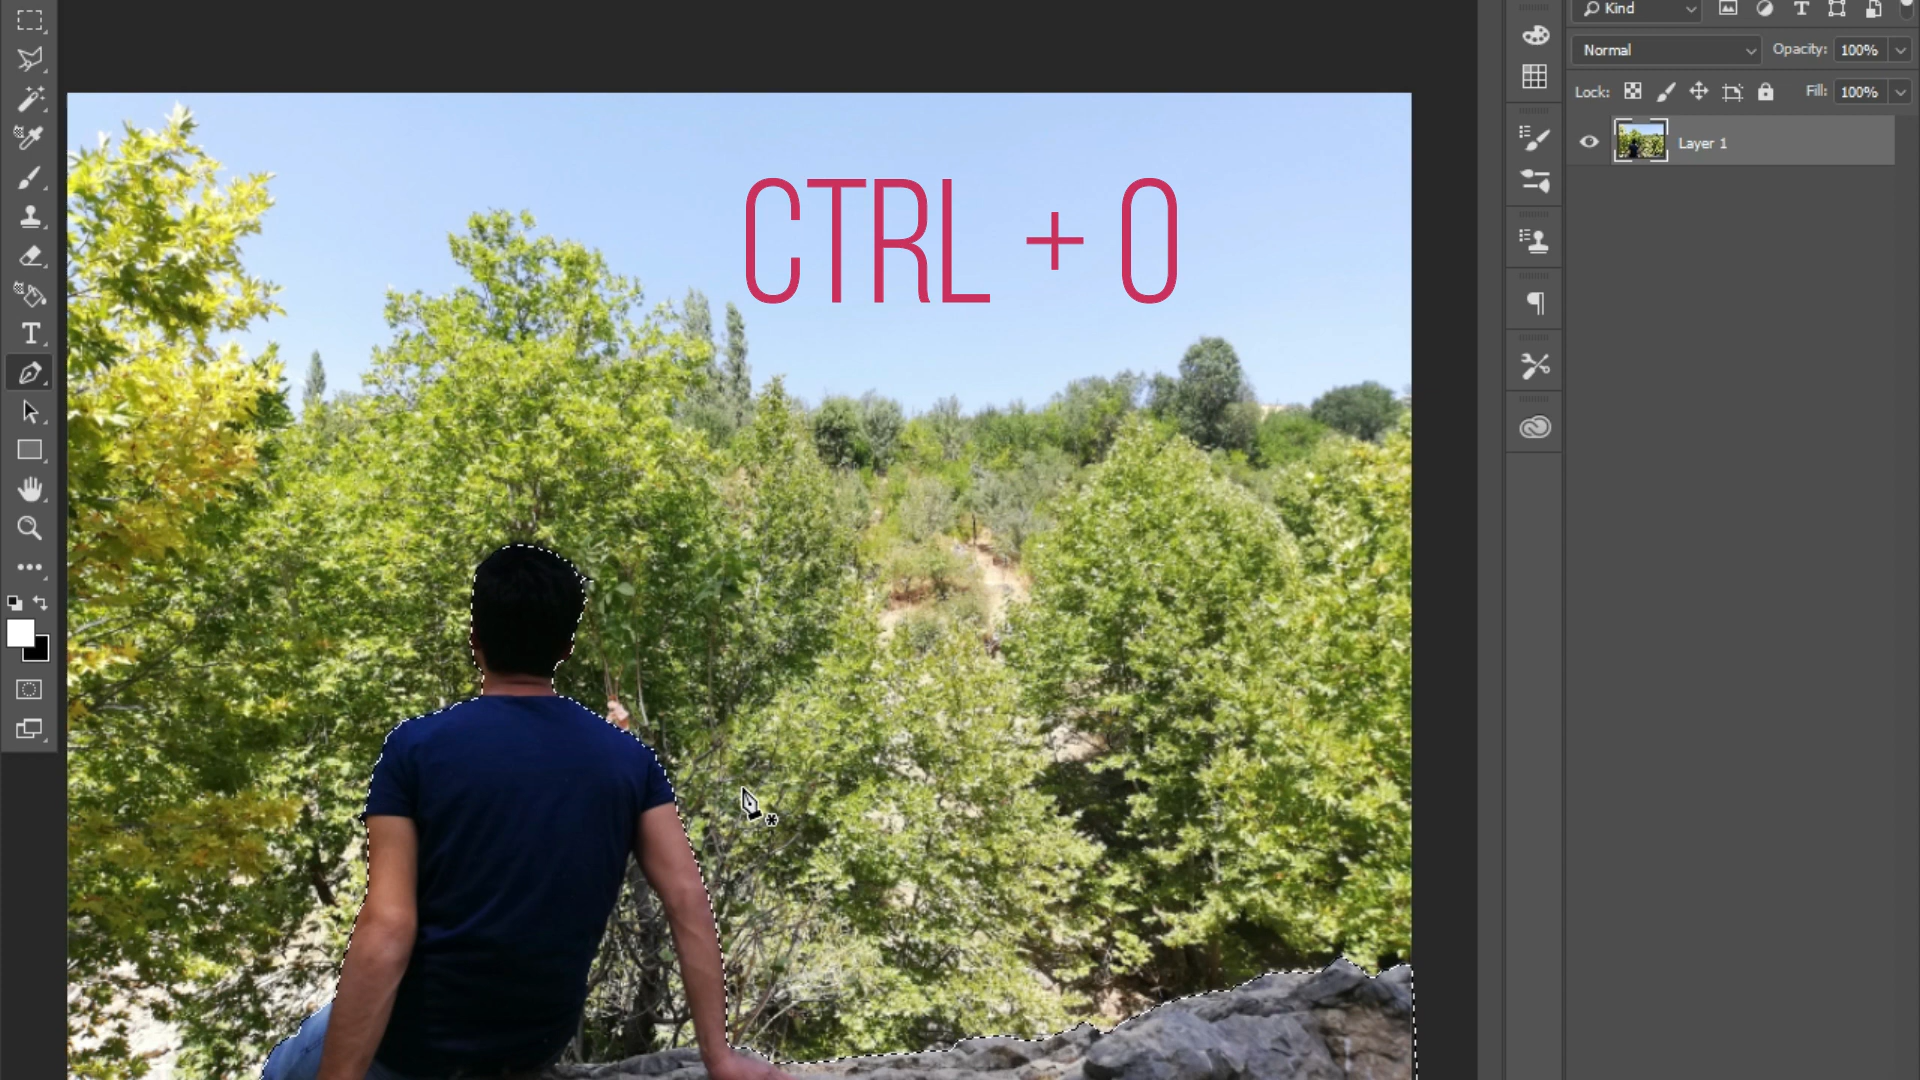 Kind
Normal
Opacity: 100%
Lock:
Fill: 100%
Layer 1
CTRL + O